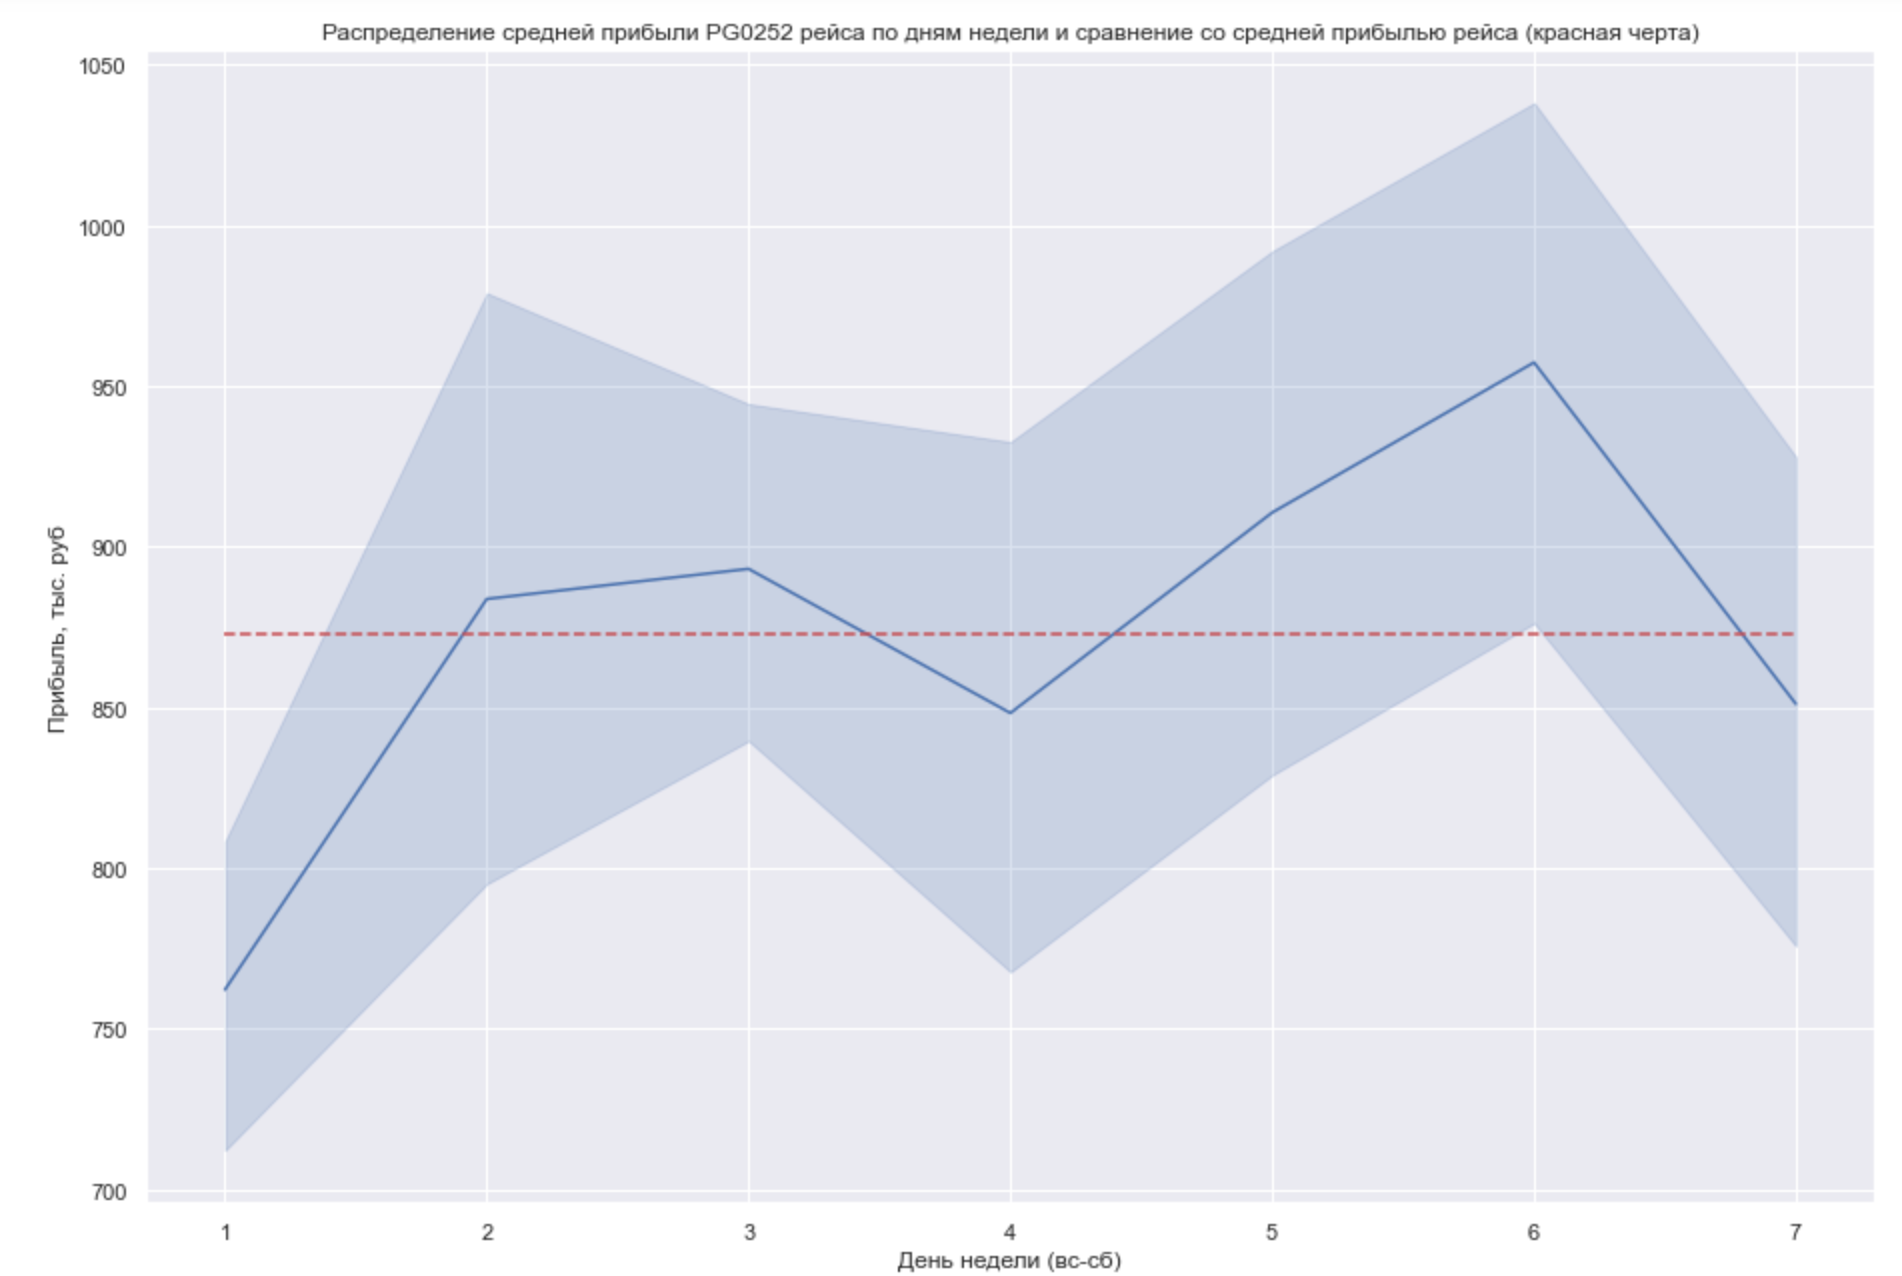 Распределение средней прибыли PG0252 рейса по дням недели и сравнение со средней прибылью рейса (красная черта)
1050
1000
950
900
850
800
750
700
Прибыль, тыс. руб
1 2 3 4 5 6 7
День недели (вс-сб)